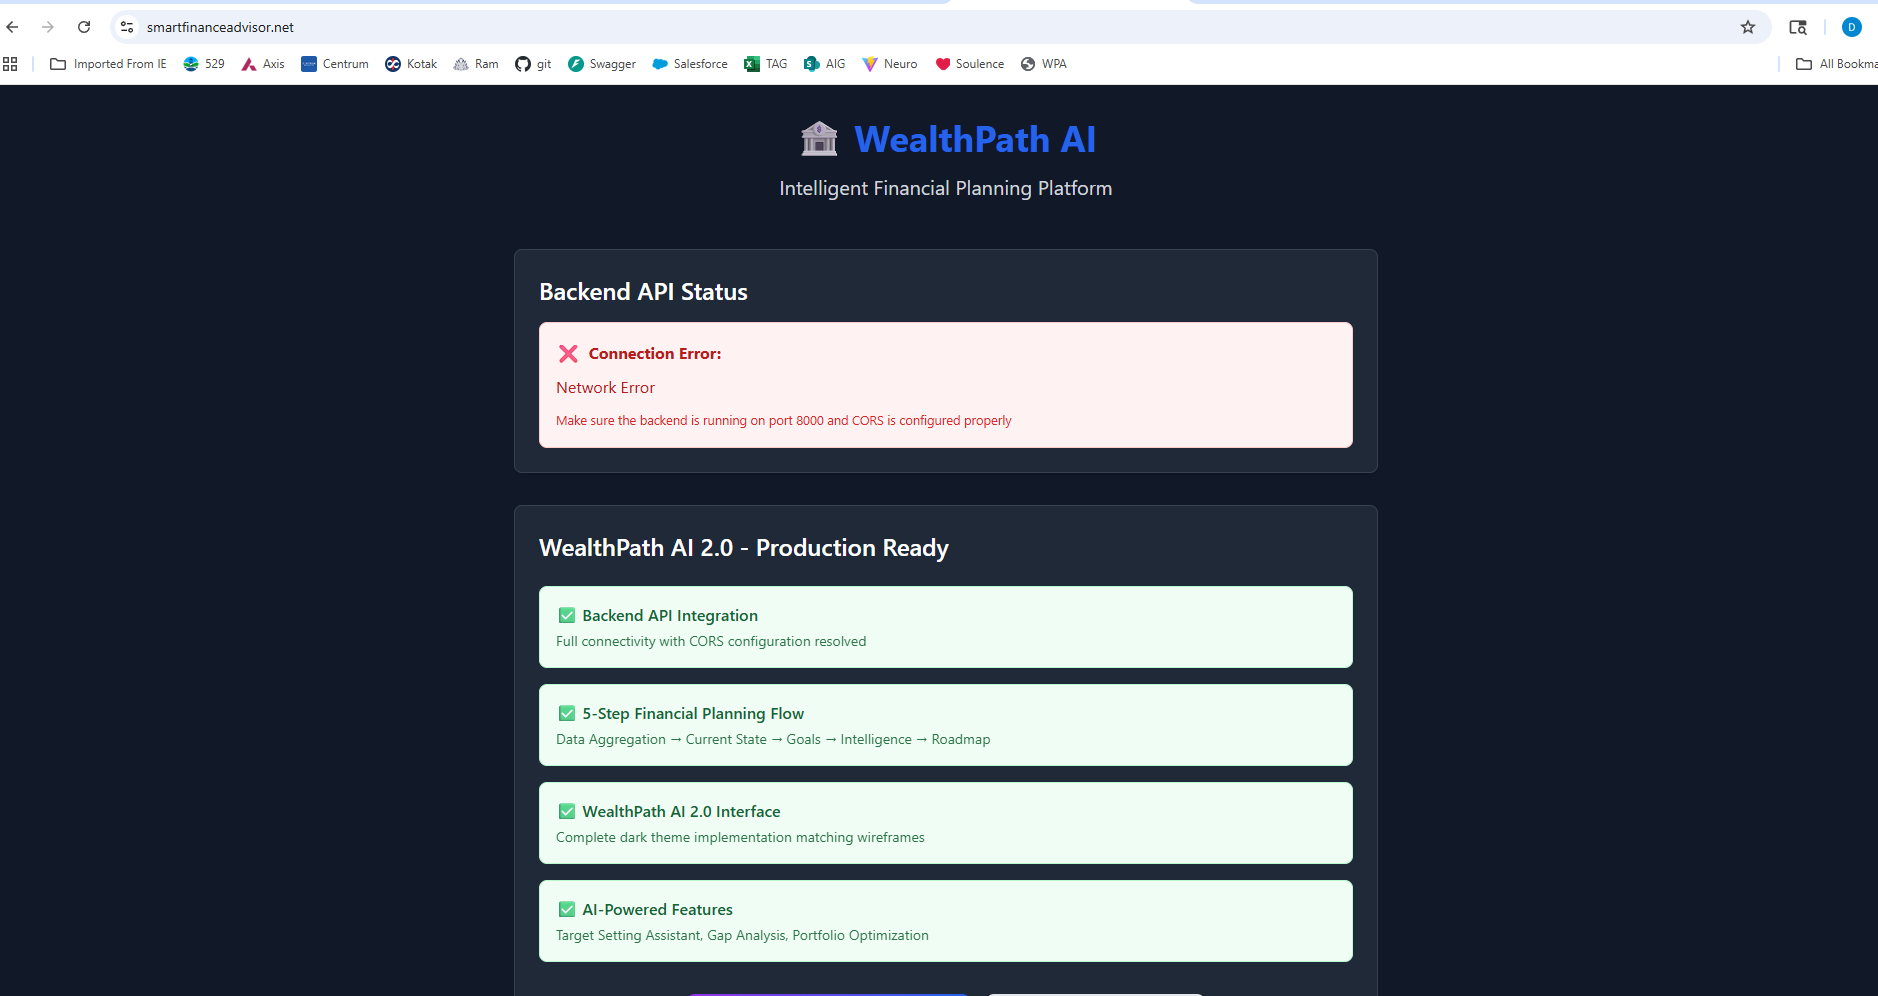 smartfinanceadvisor.net
D
Imported From IE 529 Axis Centrum Kotak Ram git Swagger Salesforce TAG AIG Neuro Soulence WPA All Bookma
WealthPath AI
Intelligent Financial Planning Platform
Backend API Status
❌ Connection Error:
Network Error
Make sure the backend is running on port 8000 and CORS is configured properly
WealthPath AI 2.0 - Production Ready
✅ Backend API Integration
Full connectivity with CORS configuration resolved
✅ 5-Step Financial Planning Flow
Data Aggregation → Current State → Goals → Intelligence → Roadmap
✅ WealthPath AI 2.0 Interface
Complete dark theme implementation matching wireframes
✅ AI-Powered Features
Target Setting Assistant, Gap Analysis, Portfolio Optimization